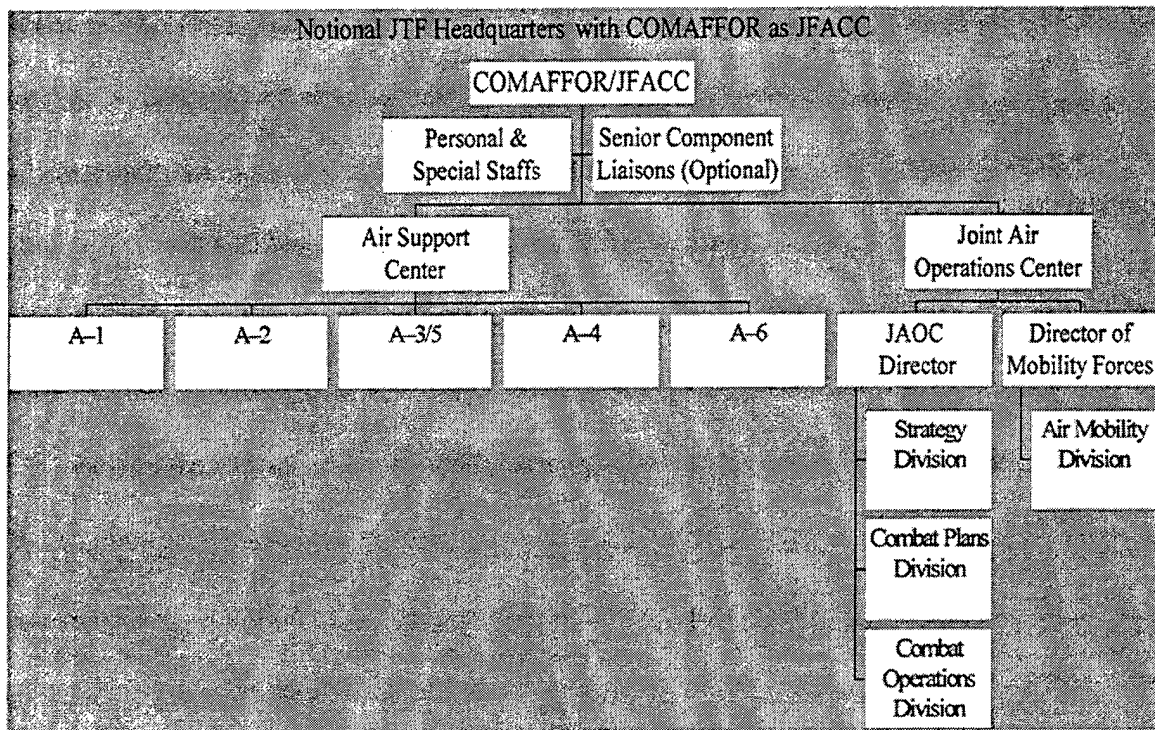 Notional JTF Headquarters with COMAFFOR as JFACC
COMAFFOR/JFACC
Personal &
Special Staffs
Senior Component
Liaisons (Optional)
Air Support
Center
Joint Air
Operations Center
A–1
A–2
A–3/5
A–4
A–6
JAOC
Director
Director of
Mobility Forces
Strategy
Division
Air Mobility
Division
Combat Plans
Division
Combat
Operations
Division